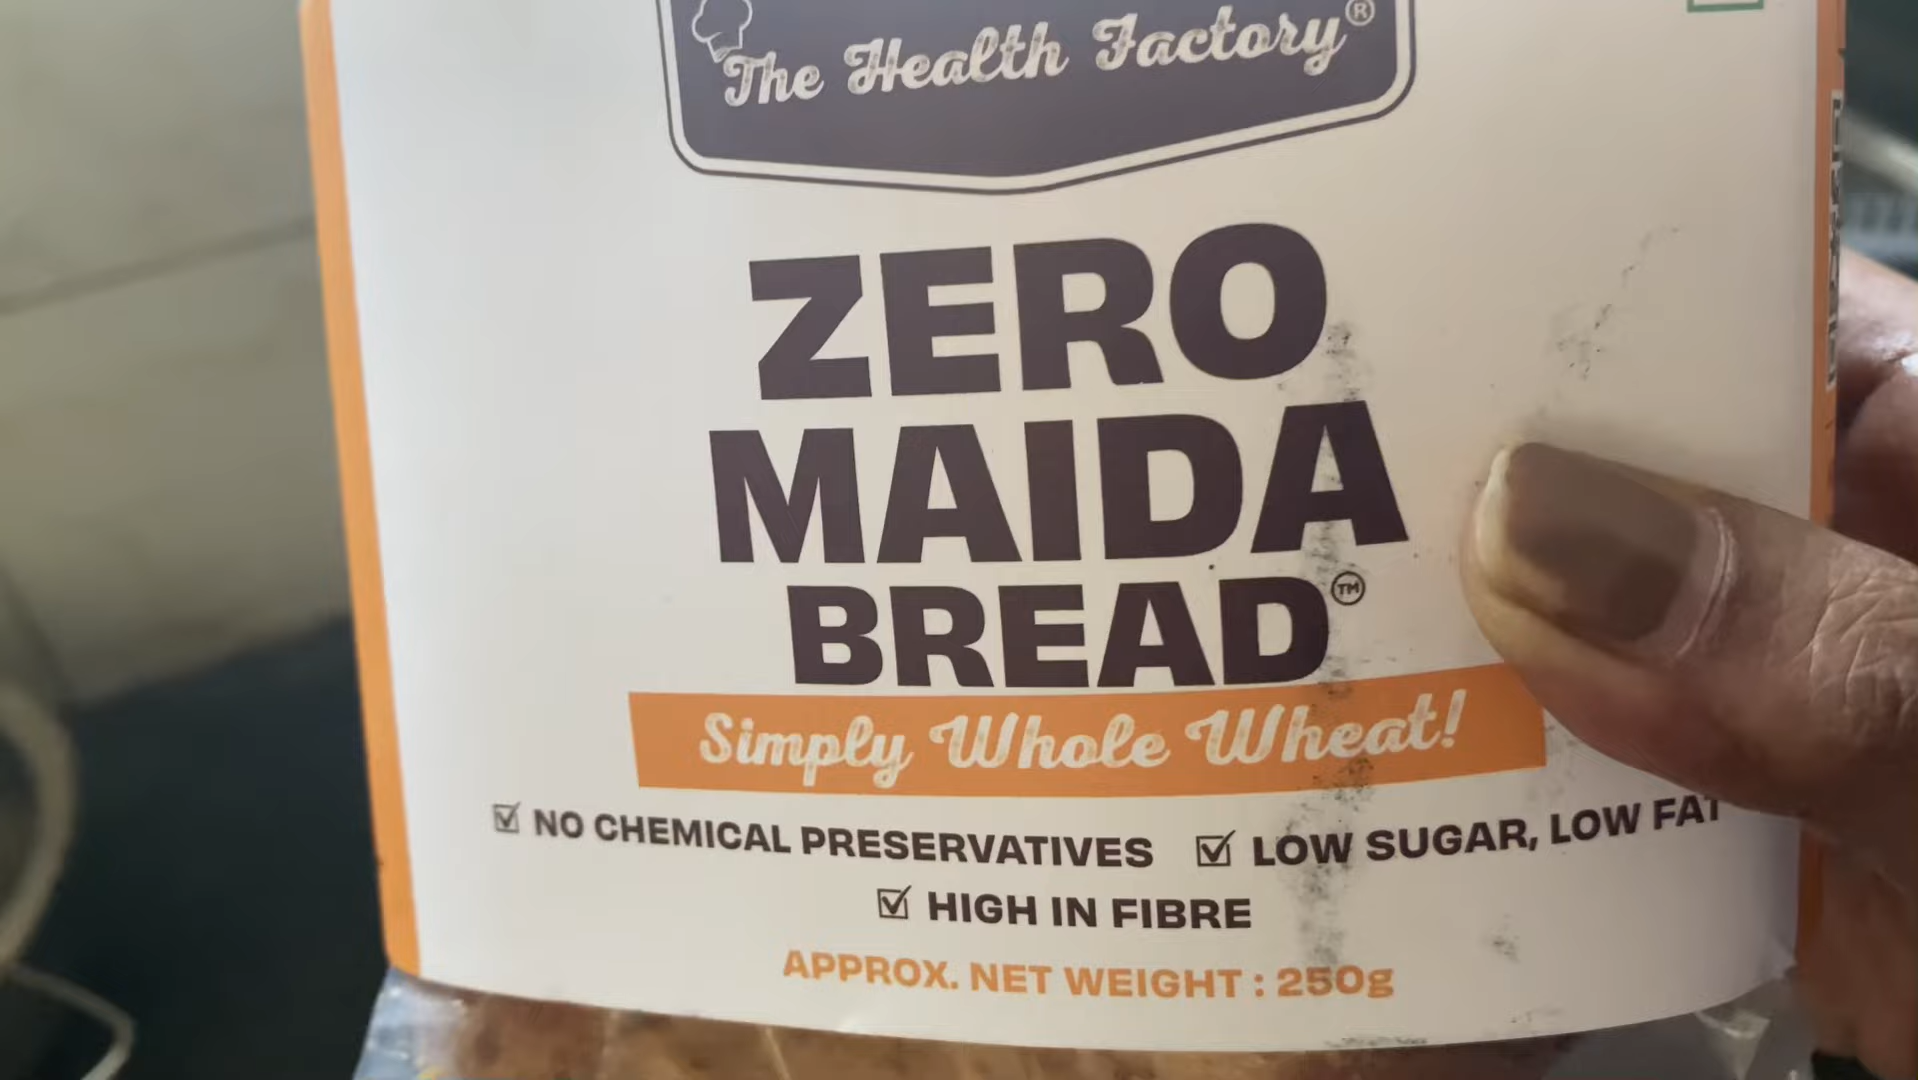 The Health Factory®
ZERO
MAIDA
BREAD™
Simply Whole Wheat!
☑ NO CHEMICAL PRESERVATIVES ☑ LOW SUGAR, LOW FAT
☑ HIGH IN FIBRE
APPROX. NET WEIGHT : 250g